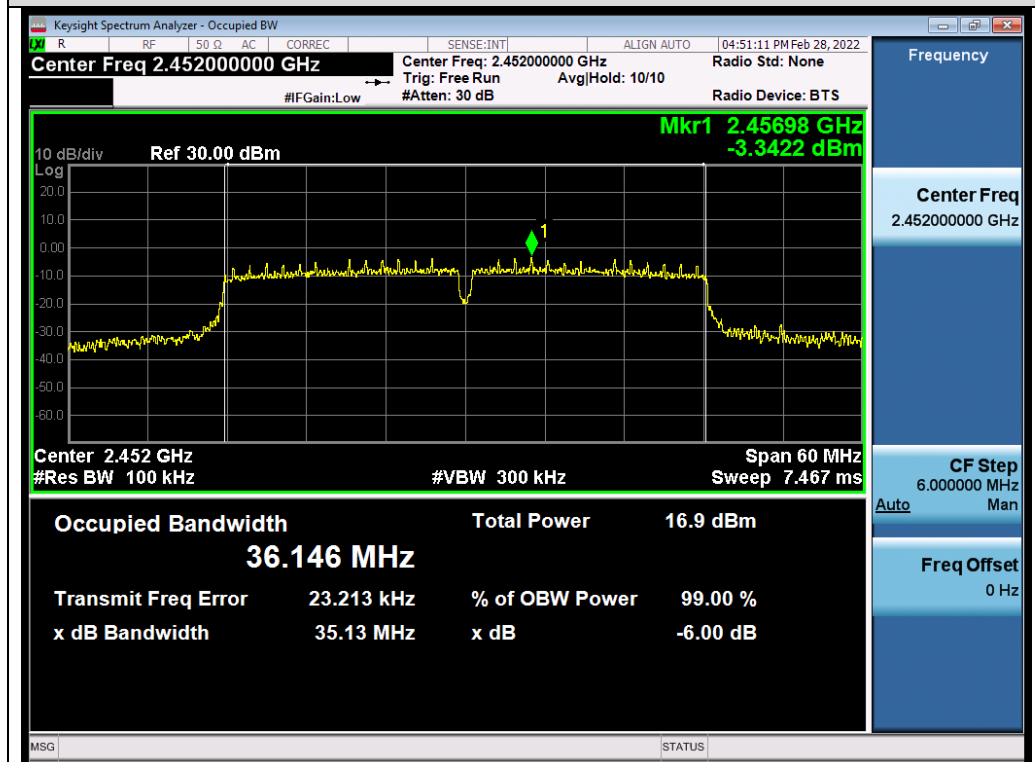 Keysight Spectrum Analyzer - Occupied BW
LXI R RF 50 Ω AC CORREC SENSE:INT ALIGN AUTO 04:51:11 PM Feb 28, 2022
Center Freq 2.452000000 GHz
Center Freq: 2.452000000 GHz Radio Std: None
Trig: Free Run Avg|Hold: 10/10
#IFGain:Low #Atten: 30 dB Radio Device: BTS
Mkr1 2.45698 GHz
-3.3422 dBm
10 dB/div Ref 30.00 dBm
Log
20.0
10.0
0.00
-10.0
-20.0
-30.0
-40.0
-50.0
-60.0
1
Center 2.452 GHz Span 60 MHz
#Res BW 100 kHz #VBW 300 kHz Sweep 7.467 ms
Occupied Bandwidth Total Power 16.9 dBm
36.146 MHz
Transmit Freq Error 23.213 kHz % of OBW Power 99.00 %
x dB Bandwidth 35.13 MHz x dB -6.00 dB
Frequency
Center Freq
2.452000000 GHz
CF Step
6.000000 MHz
Auto Man
Freq Offset
0 Hz
MSG STATUS